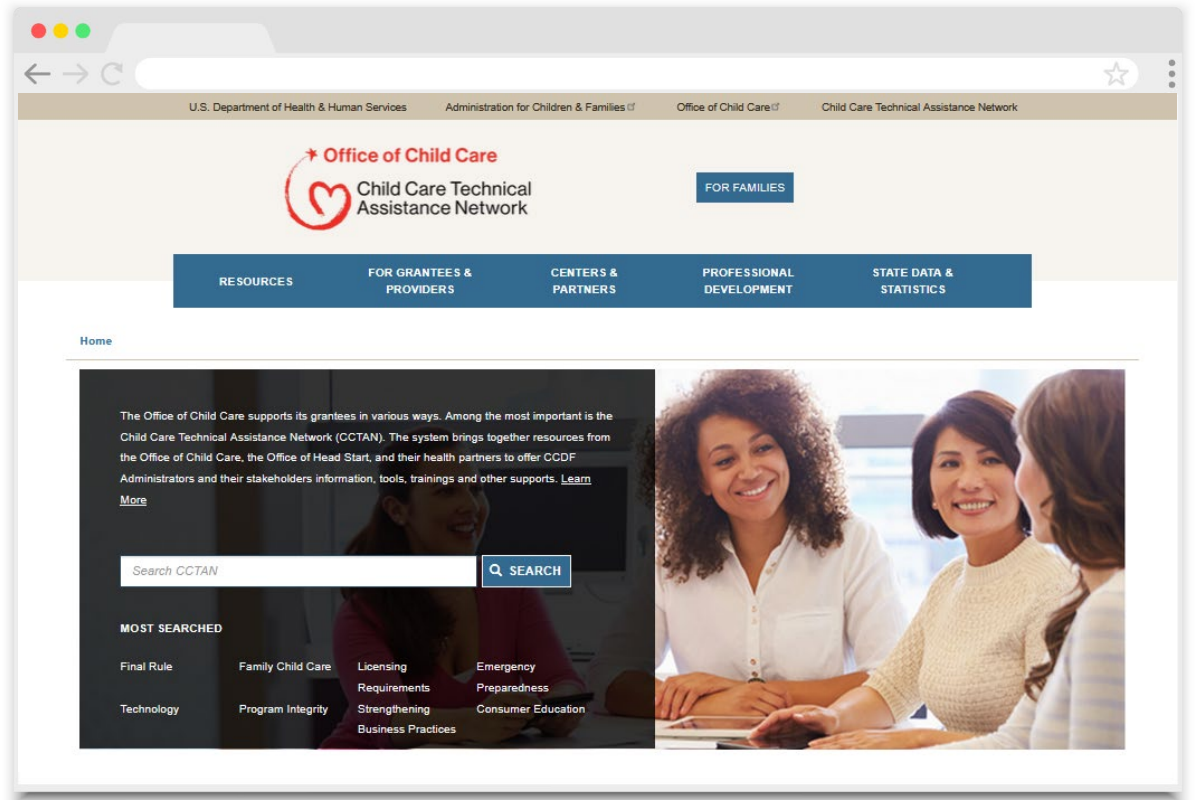 U.S. Department of Health & Human Services Administration for Children & Families Office of Child Care Child Care Technical Assistance Network
Office of Child Care
Child Care Technical
Assistance Network
FOR FAMILIES
RESOURCES
FOR GRANTEES &
PROVIDERS
CENTERS &
PARTNERS
PROFESSIONAL
DEVELOPMENT
STATE DATA &
STATISTICS
Home
The Office of Child Care supports its grantees in various ways. Among the most important is the
Child Care Technical Assistance Network (CCTAN). The system brings together resources from
the Office of Child Care, the Office of Head Start, and their health partners to offer CCDF
Administrators and their stakeholders information, tools, trainings and other supports. Learn
More
Search CCTAN
SEARCH
MOST SEARCHED
Final Rule
Family Child Care
Licensing
Requirements
Emergency
Preparedness
Technology
Program Integrity
Strengthening
Business Practices
Consumer Education